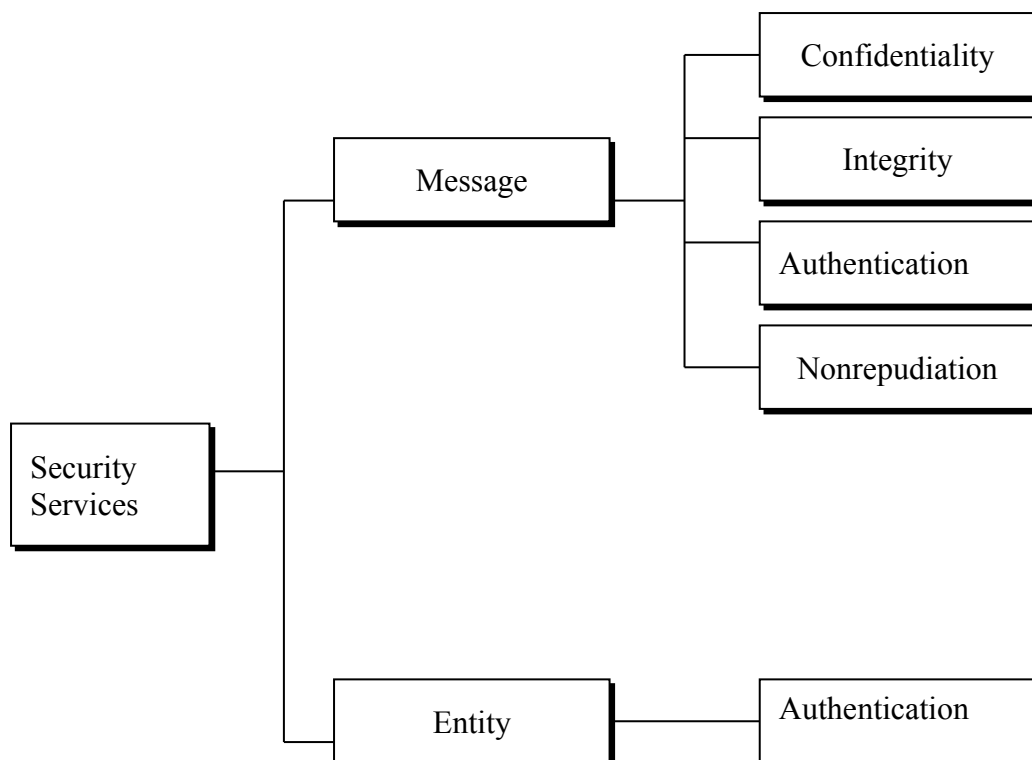 Confidentiality
Integrity
Message
Authentication
Nonrepudiation
Security
Services
Entity
Authentication